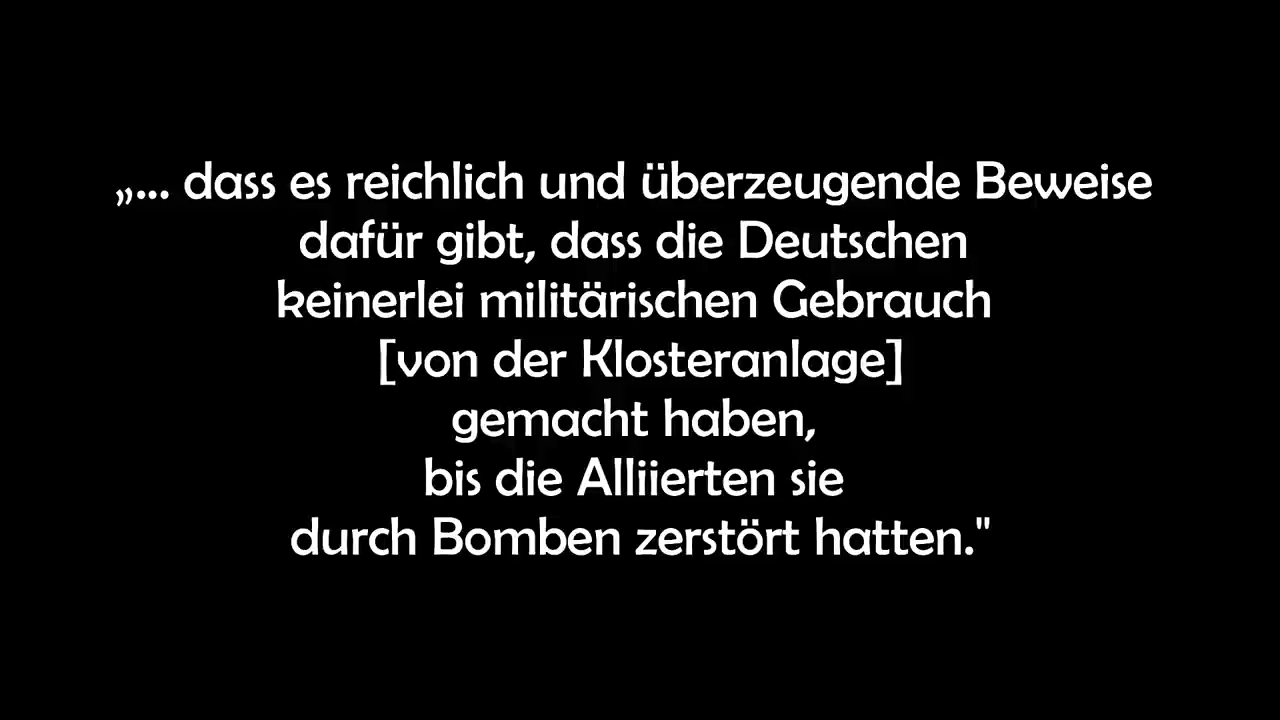 „... dass es reichlich und überzeugende Beweise
dafür gibt, dass die Deutschen
keinerlei militärischen Gebrauch
[von der Klosteranlage]
gemacht haben,
bis die Alliierten sie
durch Bomben zerstört hatten."